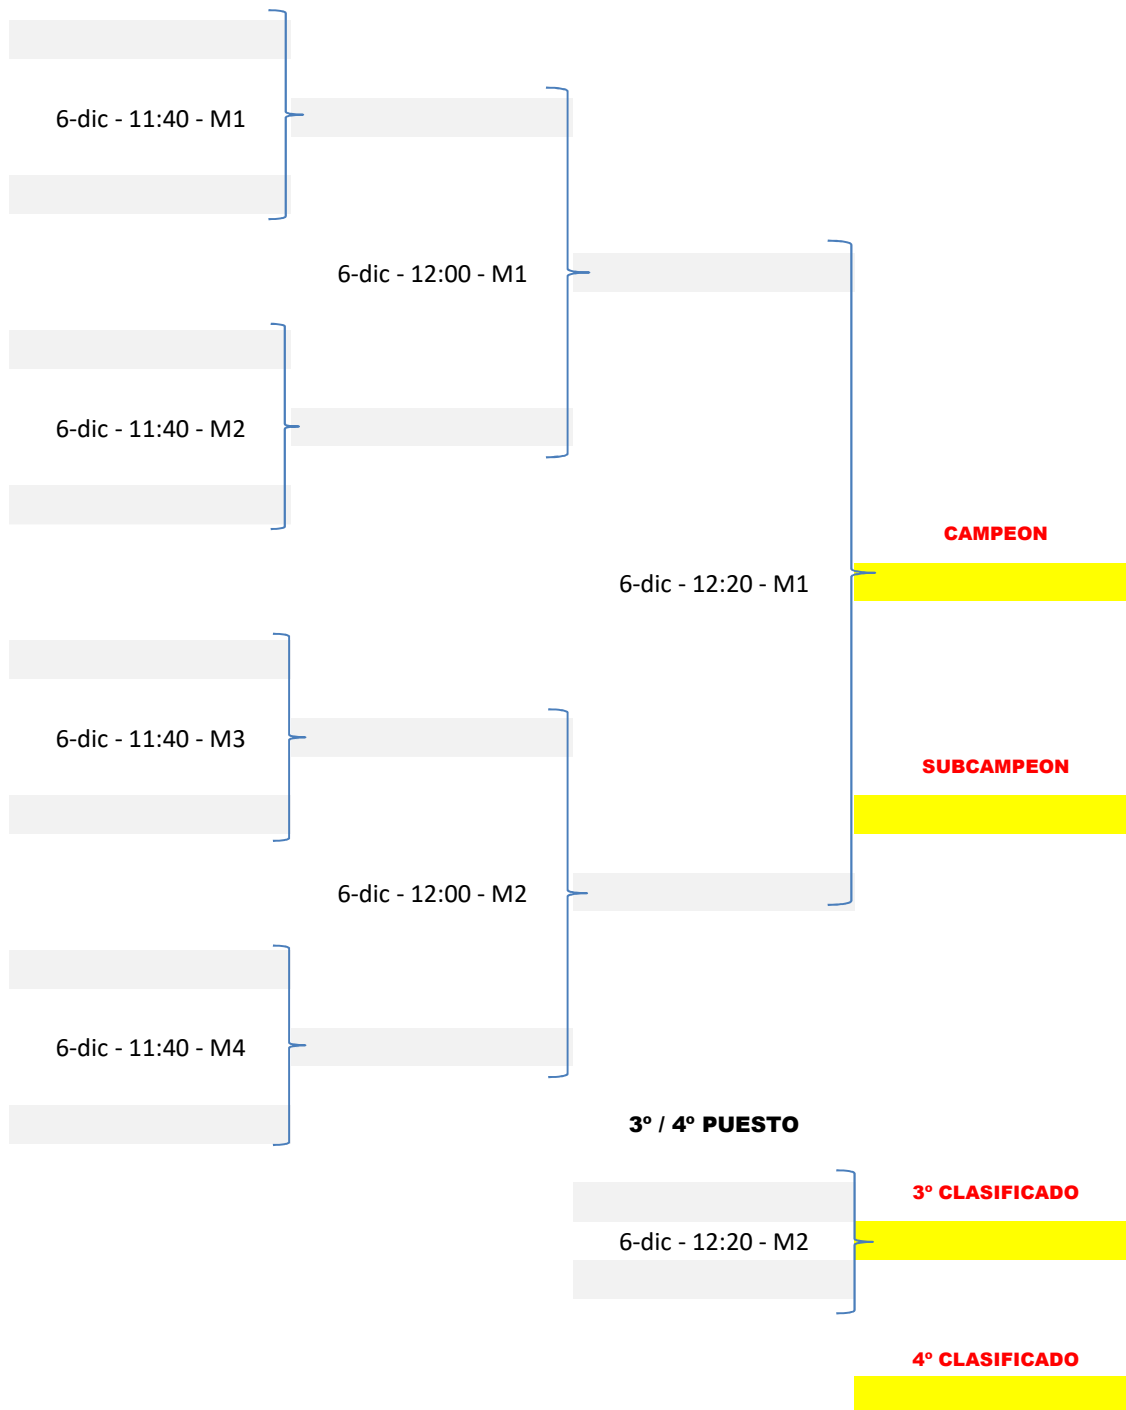 6-dic - 11:40 - M1
6-dic - 12:00 - M1
6-dic - 11:40 - M2
CAMPEON
6-dic - 12:20 - M1
6-dic - 11:40 - M3
SUBCAMPEON
6-dic - 12:00 - M2
6-dic - 11:40 - M4
3º / 4º PUESTO
3º CLASIFICADO
6-dic - 12:20 - M2
4º CLASIFICADO